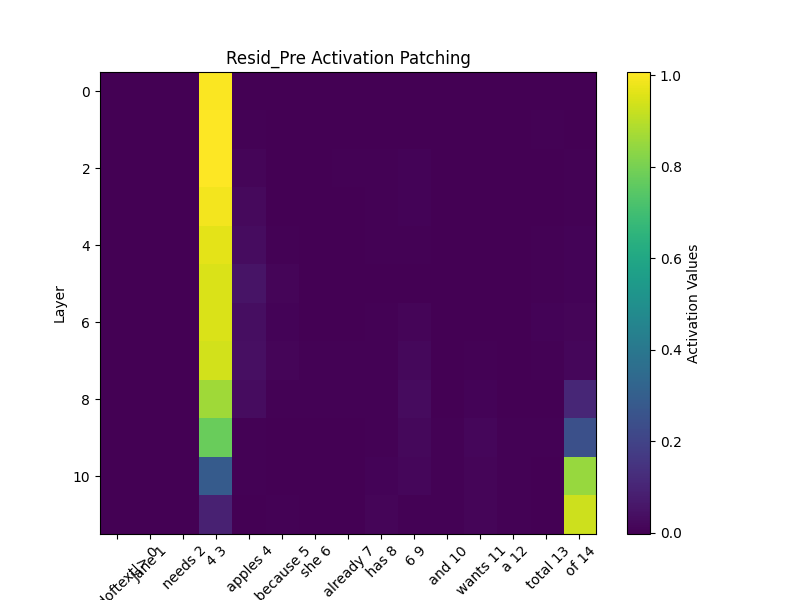 Resid_Pre Activation Patching
0
2
4
6
8
10
Layer
1.0
0.8
0.6
0.4
0.2
0.0
Activation Values
Jane 1
needs 2
4 3
apples 4
because 5
she 6
already 7
has 8
6 9
and 10
wants 11
a 12
total 13
of 14